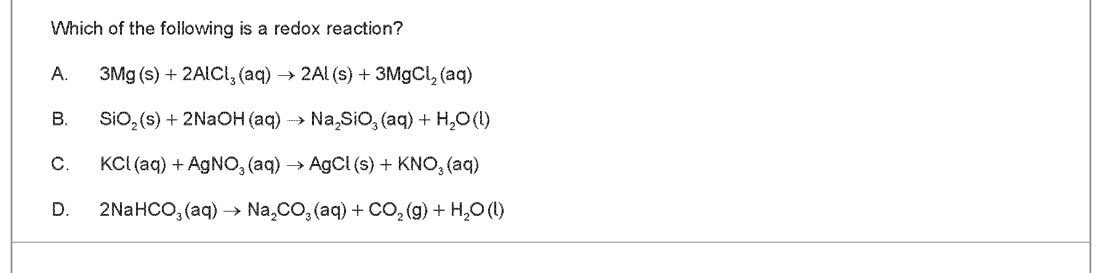 Which of the following is a redox reaction?
A. 3Mg (s) + 2AlCl₃ (aq) → 2Al (s) + 3MgCl₂ (aq)
B. SiO₂ (s) + 2NaOH (aq) → Na₂SiO₃ (aq) + H₂O (l)
C. KCl (aq) + AgNO₃ (aq) → AgCl (s) + KNO₃ (aq)
D. 2NaHCO₃ (aq) → Na₂CO₃ (aq) + CO₂ (g) + H₂O (l)